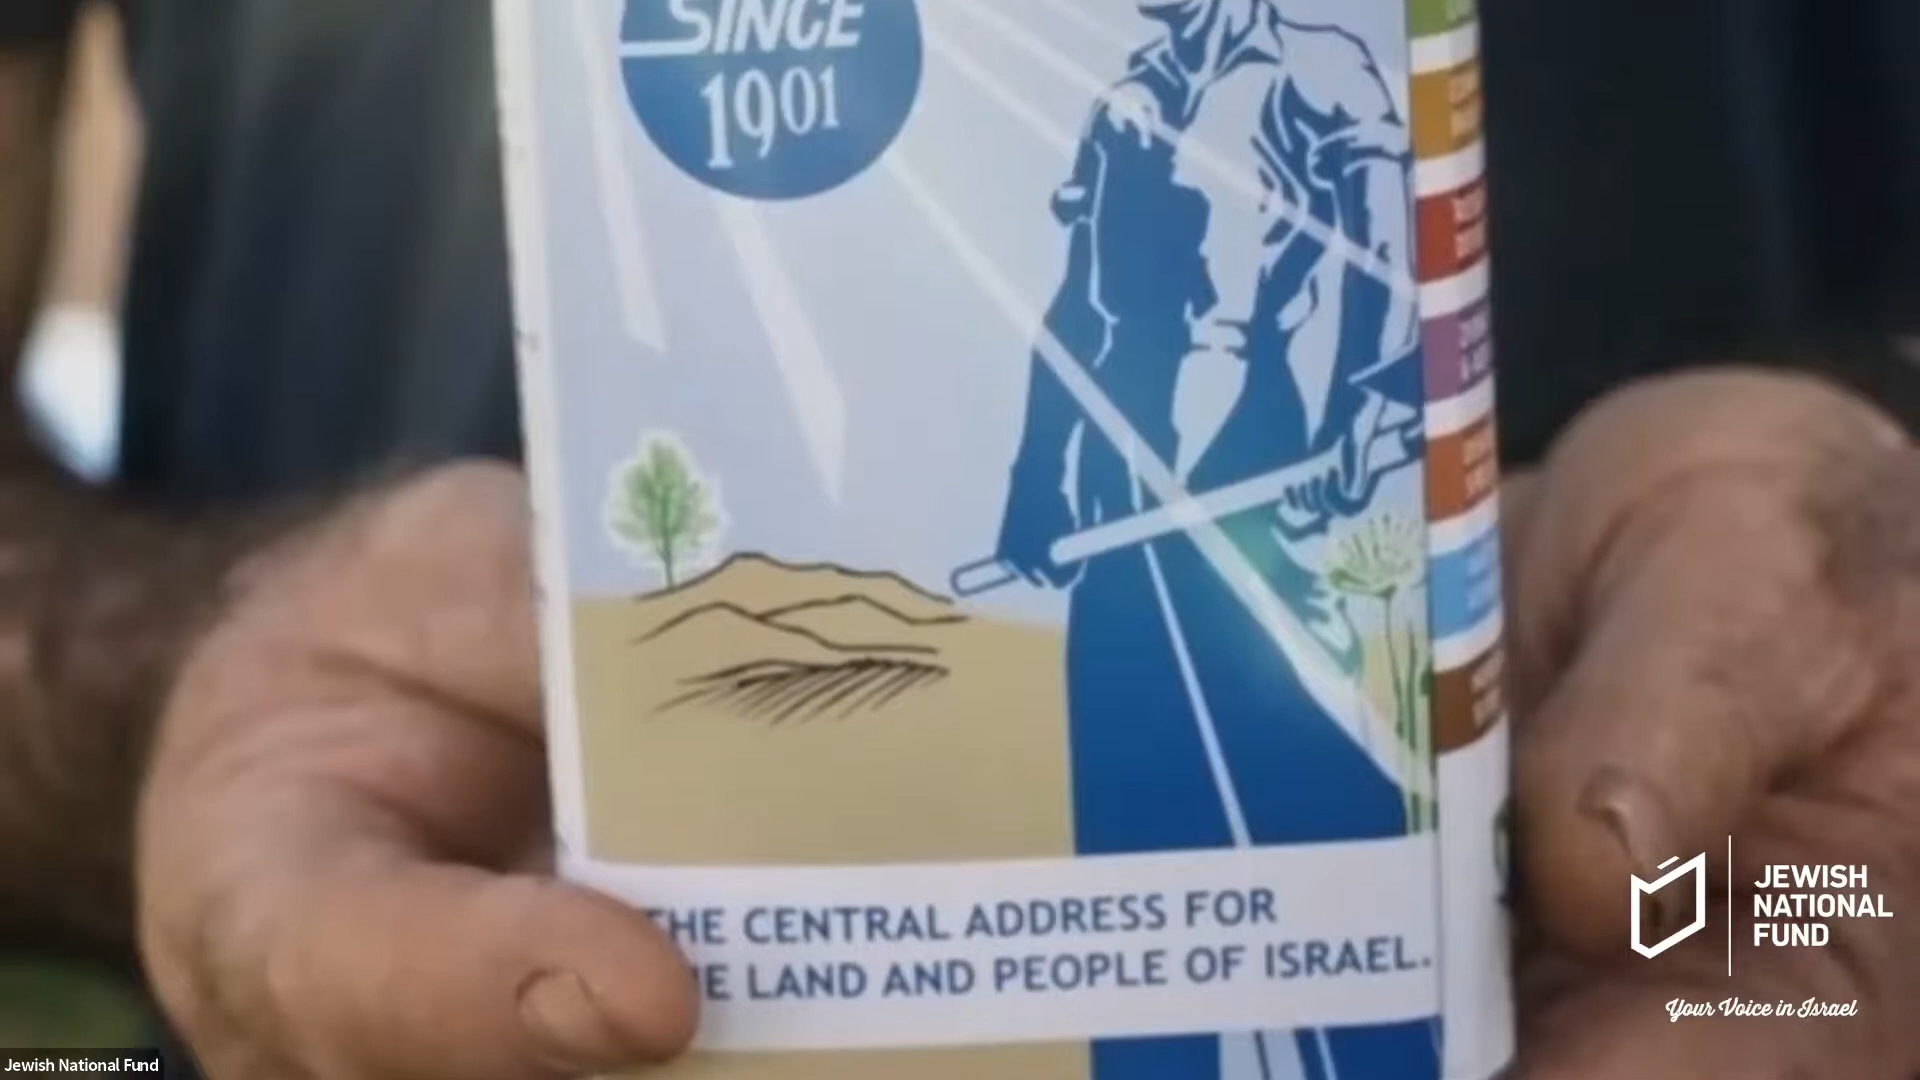 SINCE
1901
THE CENTRAL ADDRESS FOR
LAND AND PEOPLE OF ISRAEL.
JEWISH
NATIONAL
FUND
Your Voice in Israel
Jewish National Fund